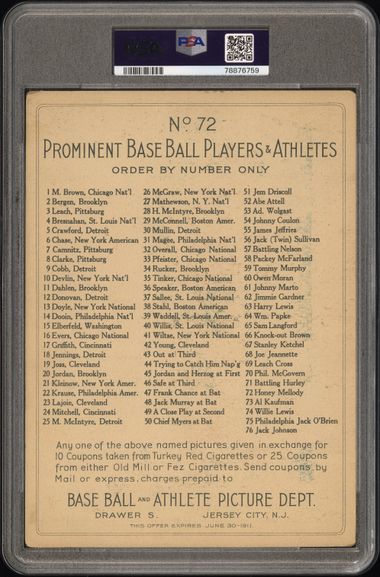 PSA
78876759
No 72
PROMINENT BASE BALL PLAYERS & ATHLETES
ORDER BY NUMBER ONLY
1 M. Brown, Chicago Nat'l
2 Bergen, Brooklyn
3 Leach, Pittsburg
4 Bresnahan, St. Louis Nat'l
5 Crawford, Detroit
6 Chase, New York American
7 Camnitz, Pittsburg
8 Clarke, Pittsburg
9 Cobb, Detroit
10 Devlin, New York Nat'l
11 Dahlen, Brooklyn
12 Donovan, Detroit
13 Doyle, New York National
14 Dooin, Philadelphia Nat'l
15 Elberfeld, Washington
16 Evers, Chicago National
17 Griffith, Cincinnati
18 Jennings, Detroit
19 Joss, Cleveland
20 Jordan, Brooklyn
21 Kleinow, New York Amer.
22 Krause, Philadelphia Amer.
23 Lajoie, Cleveland
24 Mitchell, Cincinnati
25 M. McIntyre, Detroit
26 McGraw, New York Nat'l
27 Mathewson, N. Y. Nat'l
28 H. McIntyre, Brooklyn
29 McConnell, Boston Amer.
30 Mullin, Detroit
31 Magie, Philadelphia Nat'l
32 Overall, Chicago National
33 Pfeister, Chicago National
34 Rucker, Brooklyn
35 Tinker, Chicago National
36 Speaker, Boston American
37 Sallee, St. Louis National
38 Stahl, Boston American
39 Waddell, St. Louis Amer.
40 Willis, St. Louis National
41 Wiltse, New York National
42 Young, Cleveland
43 Out at Third
44 Trying to Catch Him Nap'g
45 Jordan and Herzog at First
46 Safe at Third
47 Frank Chance at Bat
48 Jack Murray at Bat
49 A Close Play at Second
50 Chief Myers at Bat
51 Jem Driscoll
52 Abe Attell
53 Ad. Wolgast
54 Johnny Coulon
55 James Jeffries
56 Jack (Twin) Sullivan
57 Battling Nelson
58 Packey McFarland
59 Tommy Murphy
60 Owen Moran
61 Johnny Marto
62 Jimmie Gardner
63 Harry Lewis
64 Wm. Papke
65 Sam Langford
66 Knock-out Brown
67 Stanley Ketchel
68 Joe Jeannette
69 Leach Cross
70 Phil. McGovern
71 Battling Hurley
72 Honey Mellody
73 Al Kaufman
74 Willie Lewis
75 Philadelphia Jack O'Brien
76 Jack Johnson
Any one of the above named pictures given in exchange for
10 Coupons taken from Turkey Red Cigarettes or 25 Coupons
from either Old Mill or Fez Cigarettes. Send coupons by
Mail or express, charges prepaid to
BASE BALL AND ATHLETE PICTURE DEPT.
DRAWER S. JERSEY CITY, N.J.
THIS OFFER EXPIRES JUNE 30-1911.